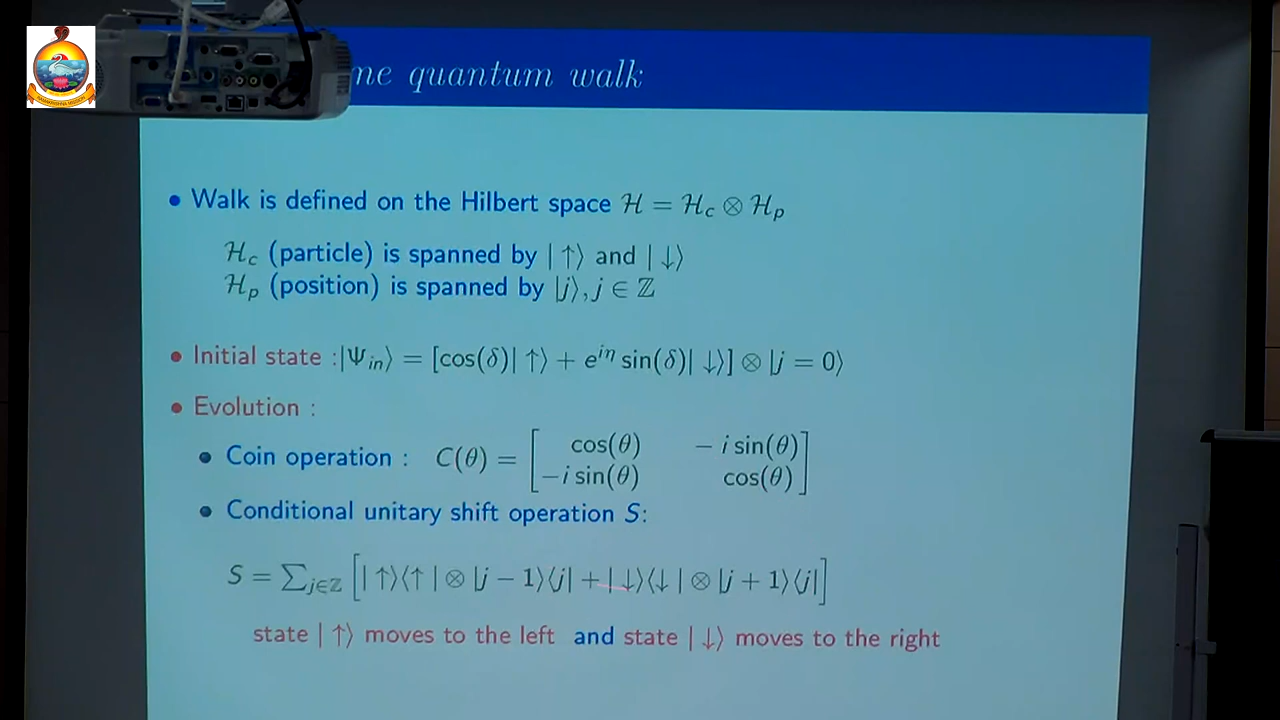 me quantum walk
• Walk is defined on the Hilbert space ℋ = ℋ_c ⊗ ℋ_p
ℋ_c (particle) is spanned by | ↑⟩ and | ↓⟩
ℋ_p (position) is spanned by |j⟩, j ∈ ℤ
• Initial state :|Ψ_in⟩ = [cos(δ)| ↑⟩ + e^{iη} sin(δ)| ↓⟩] ⊗ |j = 0⟩
• Evolution :
• Coin operation : C(θ) = [cos(θ) − i sin(θ)
−i sin(θ) cos(θ)]
• Conditional unitary shift operation S:
S = ∑_{j∈ℤ} [| ↑⟩⟨↑ | ⊗ |j − 1⟩⟨j| + | ↓⟩⟨↓ | ⊗ |j + 1⟩⟨j|]
state | ↑⟩ moves to the left and state | ↓⟩ moves to the right